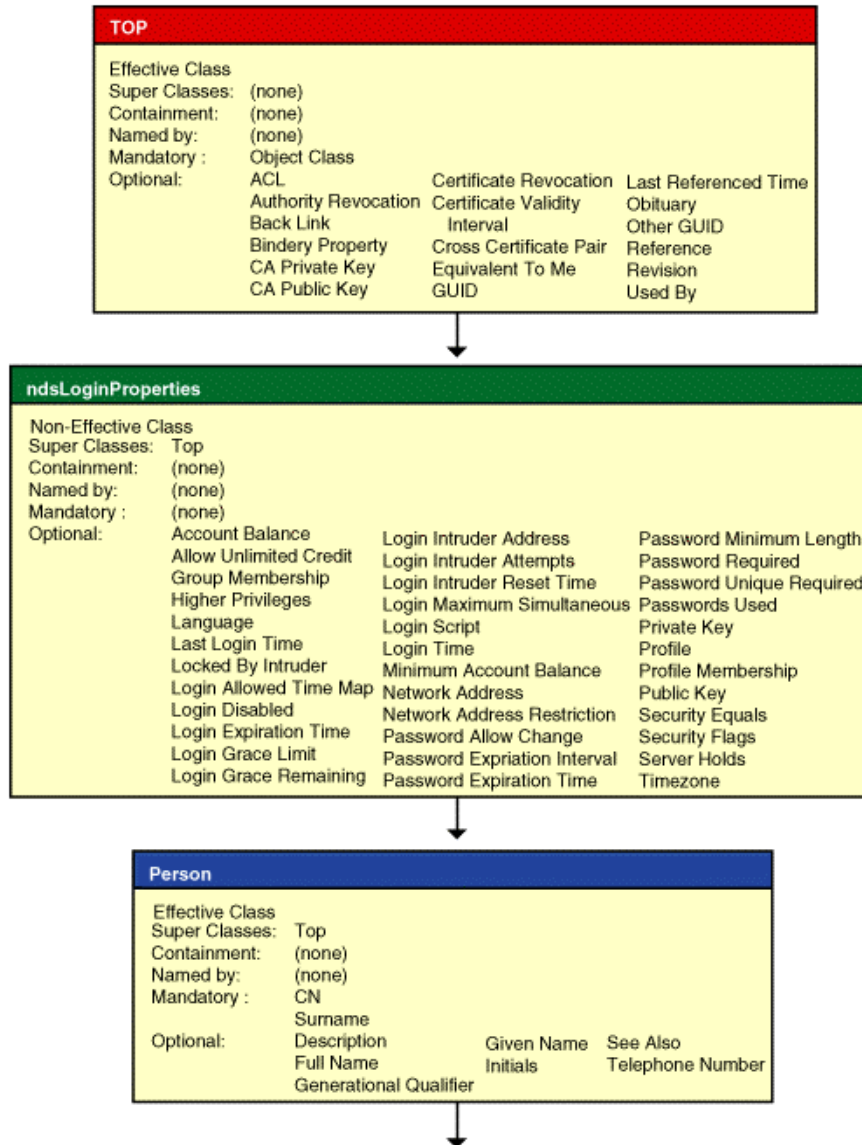 TOP
Effective Class
Super Classes: (none)
Containment: (none)
Named by: (none)
Mandatory : Object Class
Optional: ACL Certificate Revocation Last Referenced Time
Authority Revocation Certificate Validity Obituary
Back Link Interval Other GUID
Bindery Property Cross Certificate Pair Reference
CA Private Key Equivalent To Me Revision
CA Public Key GUID Used By
ndsLoginProperties
Non-Effective Class
Super Classes: Top
Containment: (none)
Named by: (none)
Mandatory : (none)
Optional: Account Balance Login Intruder Address Password Minimum Length
Allow Unlimited Credit Login Intruder Attempts Password Required
Group Membership Login Intruder Reset Time Password Unique Required
Higher Privileges Login Maximum Simultaneous Passwords Used
Language Login Script Private Key
Last Login Time Login Time Profile
Locked By Intruder Minimum Account Balance Profile Membership
Login Allowed Time Map Network Address Public Key
Login Disabled Network Address Restriction Security Equals
Login Expiration Time Password Allow Change Security Flags
Login Grace Limit Password Expriation Interval Server Holds
Login Grace Remaining Password Expiration Time Timezone
Person
Effective Class
Super Classes: Top
Containment: (none)
Named by: (none)
Mandatory : CN
Surname
Optional: Description Given Name See Also
Full Name Initials Telephone Number
Generational Qualifier